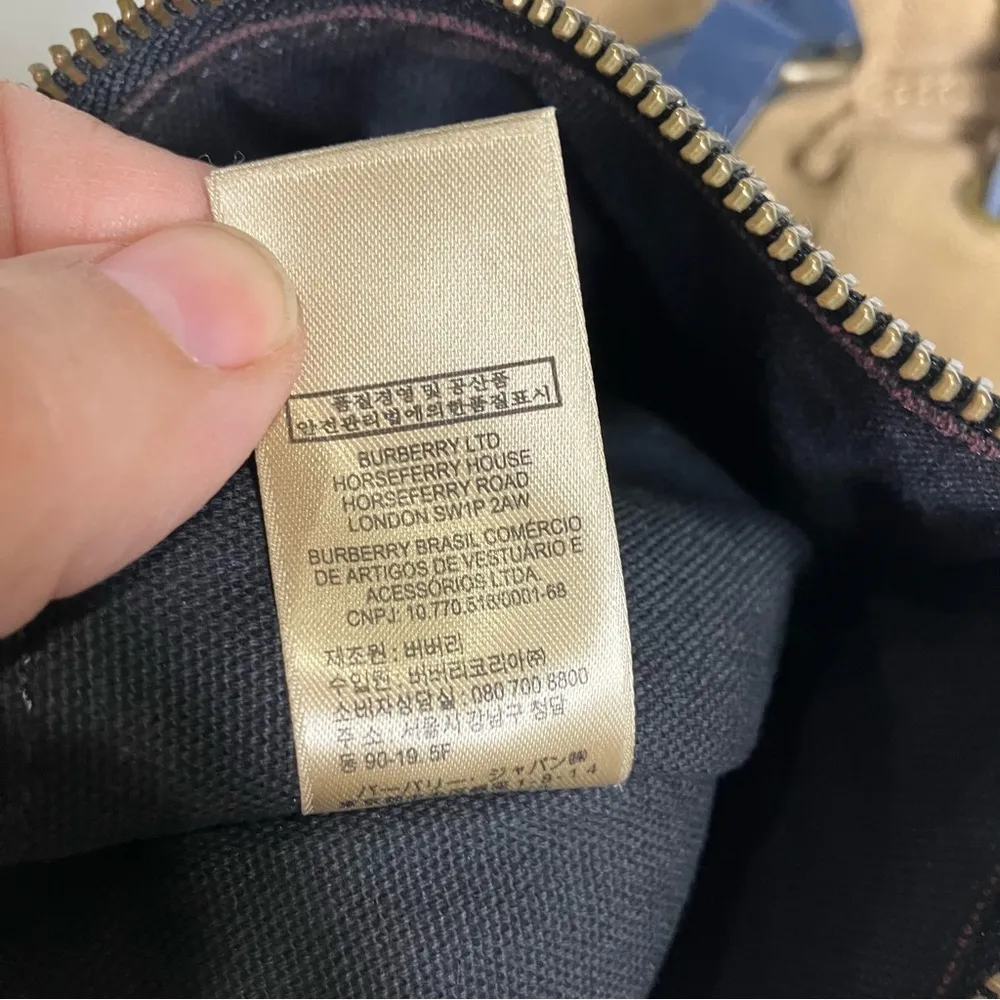 품질경영 및 공산품
안전관리법에의한품질표시
BURBERRY LTD
HORSEFERRY HOUSE
HORSEFERRY ROAD
LONDON SW1P 2AW
BURBERRY BRASIL COMÉRCIO
DE ARTIGOS DE VESTUÁRIO E
ACESSÓRIOS LTDA.
CNPJ: 10.770.518/0001-68
제조원 : 버버리
수입원 : 버버리코리아㈜
소비자상담실 : 080 700 8800
주 소 : 서울시 강남구 청담
동 90-19. 5F
バーバリー・ジャパン㈱
1-9-14